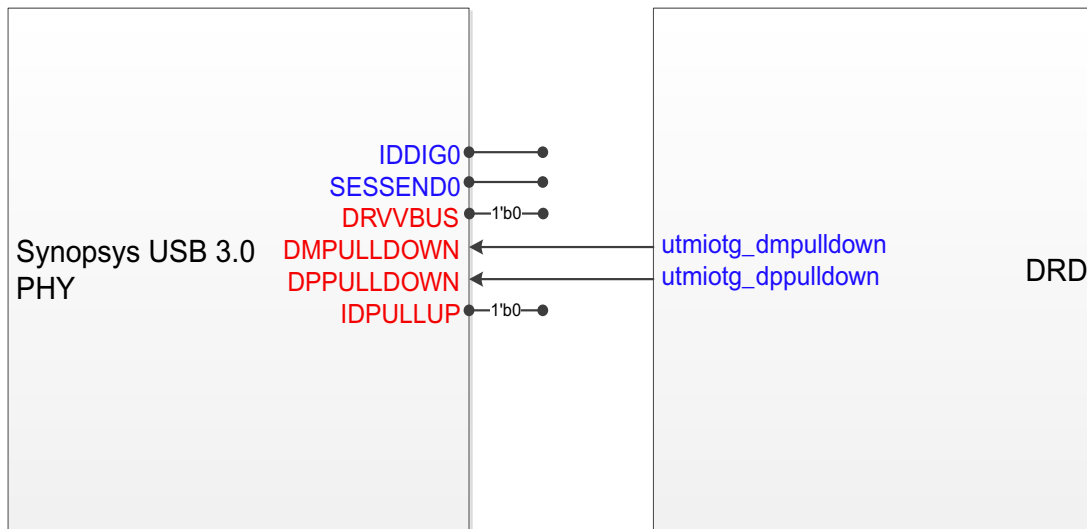 IDDIG0
SESSEND0
DRVVBUS 1'b0
DMPULLDOWN utmiotg_dmpulldown
Synopsys USB 3.0
PHY
DPPULLDOWN utmiotg_dppulldown
DRD
IDPULLUP 1'b0